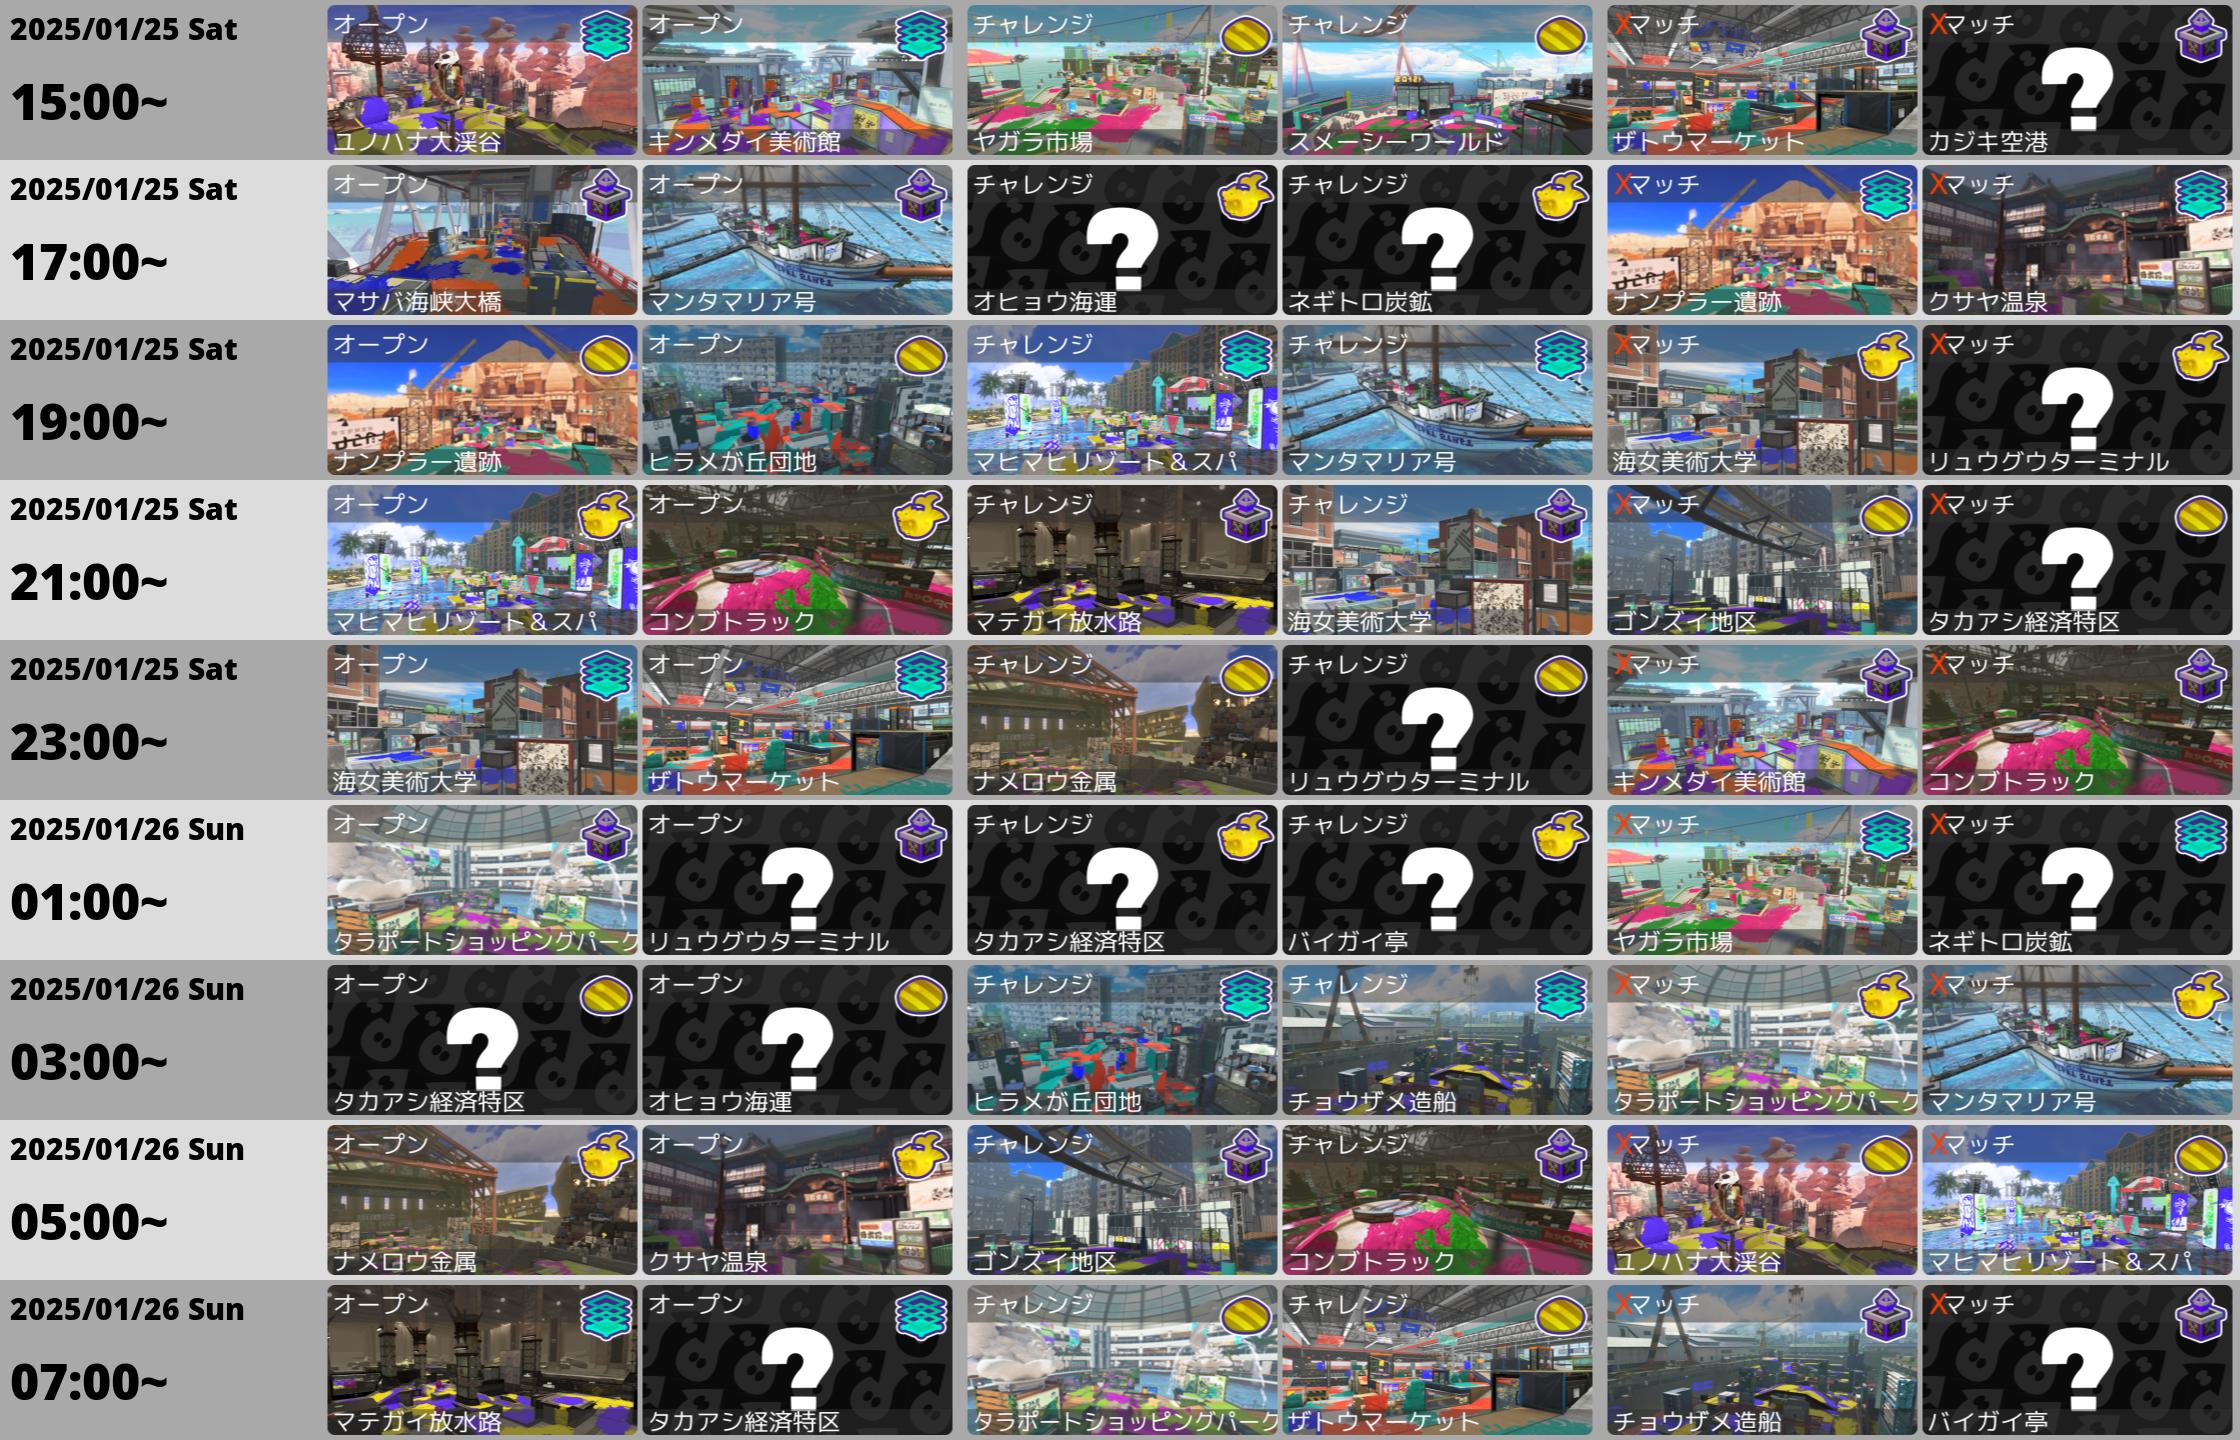 2025/01/25 Sat
15:00~
オープン
ユノハナ大渓谷
オープン
キンメダイ美術館
チャレンジ
ヤガラ市場
チャレンジ
スメーシーワールド
Xマッチ
ザトウマーケット
Xマッチ
カジキ空港
2025/01/25 Sat
17:00~
オープン
マサバ海峡大橋
オープン
マンタマリア号
チャレンジ
オヒョウ海運
チャレンジ
ネギトロ炭鉱
Xマッチ
ナンプラー遺跡
Xマッチ
クサヤ温泉
2025/01/25 Sat
19:00~
オープン
ナンプラー遺跡
オープン
ヒラメが丘団地
チャレンジ
マヒマヒリゾート＆スパ
チャレンジ
マンタマリア号
Xマッチ
海女美術大学
Xマッチ
リュウグウターミナル
2025/01/25 Sat
21:00~
オープン
マヒマヒリゾート＆スパ
オープン
コンブトラック
チャレンジ
マテガイ放水路
チャレンジ
海女美術大学
Xマッチ
ゴンズイ地区
Xマッチ
タカアシ経済特区
2025/01/25 Sat
23:00~
オープン
海女美術大学
オープン
ザトウマーケット
チャレンジ
ナメロウ金属
チャレンジ
リュウグウターミナル
Xマッチ
キンメダイ美術館
Xマッチ
コンブトラック
2025/01/26 Sun
01:00~
オープン
タラポートショッピングパーク
オープン
リュウグウターミナル
チャレンジ
タカアシ経済特区
チャレンジ
バイガイ亭
Xマッチ
ヤガラ市場
Xマッチ
ネギトロ炭鉱
2025/01/26 Sun
03:00~
オープン
タカアシ経済特区
オープン
オヒョウ海運
チャレンジ
ヒラメが丘団地
チャレンジ
チョウザメ造船
Xマッチ
タラポートショッピングパーク
Xマッチ
マンタマリア号
2025/01/26 Sun
05:00~
オープン
ナメロウ金属
オープン
クサヤ温泉
チャレンジ
ゴンズイ地区
チャレンジ
コンブトラック
Xマッチ
ユノハナ大渓谷
Xマッチ
マヒマヒリゾート＆スパ
2025/01/26 Sun
07:00~
オープン
マテガイ放水路
オープン
タカアシ経済特区
チャレンジ
タラポートショッピングパーク
チャレンジ
ザトウマーケット
Xマッチ
チョウザメ造船
Xマッチ
バイガイ亭